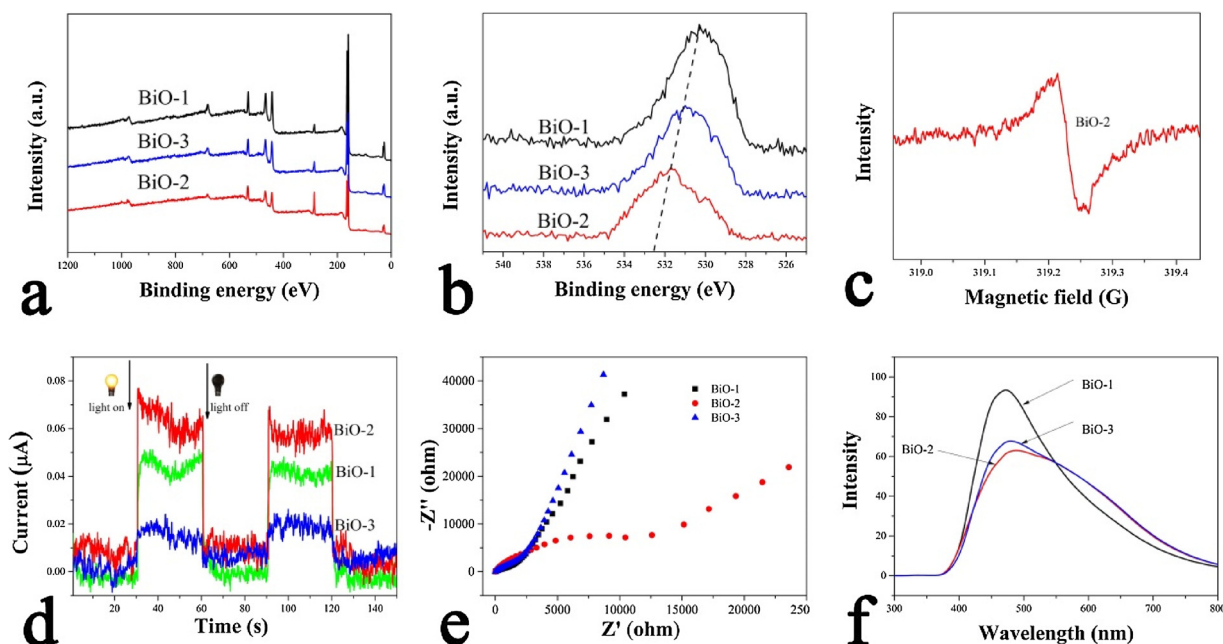 Intensity (a.u.)
BiO-1
BiO-3
BiO-2
1200 1000 800 600 400 200 0
Binding energy (eV)
a
Intensity (a.u.)
BiO-1
BiO-3
BiO-2
540 538 536 534 532 530 528 526
Binding energy (eV)
b
Intensity
BiO-2
319.0 319.1 319.2 319.3 319.4
Magnetic field (G)
c
Current (μA)
0.08
0.06
0.04
0.02
0.00
light on
light off
BiO-2
BiO-1
BiO-3
20 40 60 80 100 120 140
Time (s)
d
-Z'' (ohm)
40000
30000
20000
10000
0
BiO-1
BiO-2
BiO-3
0 5000 10000 15000 20000 250
Z' (ohm)
e
Intensity
100
80
60
40
20
0
BiO-1
BiO-3
BiO-2
300 400 500 600 700 800
Wavelength (nm)
f